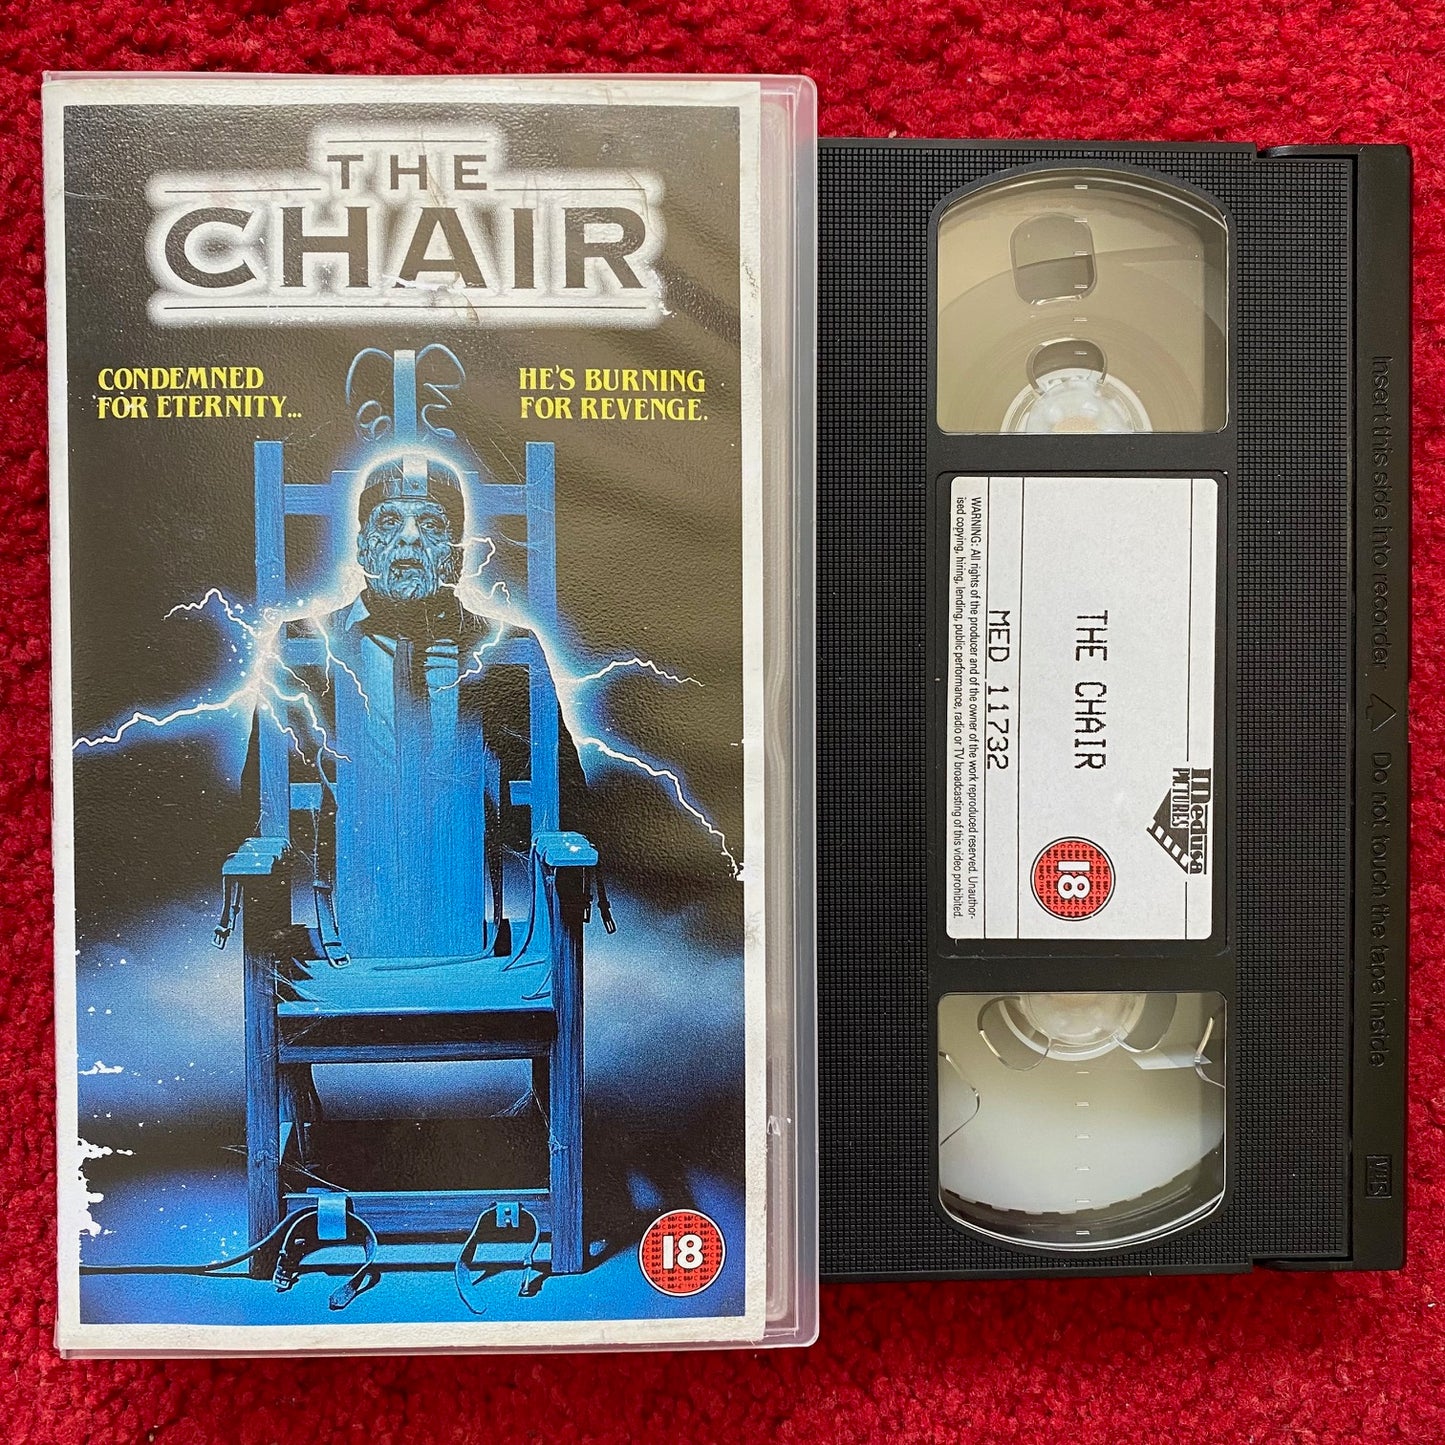 THE
CHAIR
CONDEMNED
FOR ETERNITY...
HE'S BURNING
FOR REVENGE.
18
WARNING: All rights of the producer and of the owner of the work reproduced reserved. Unauthor-
ised copying, hiring, lending, public performance, radio or TV broadcasting of this video prohibited.
MED 11732
THE CHAIR
18
Medusa
PICTURES
Insert this side into recorder
Do not touch the tape inside
VHS